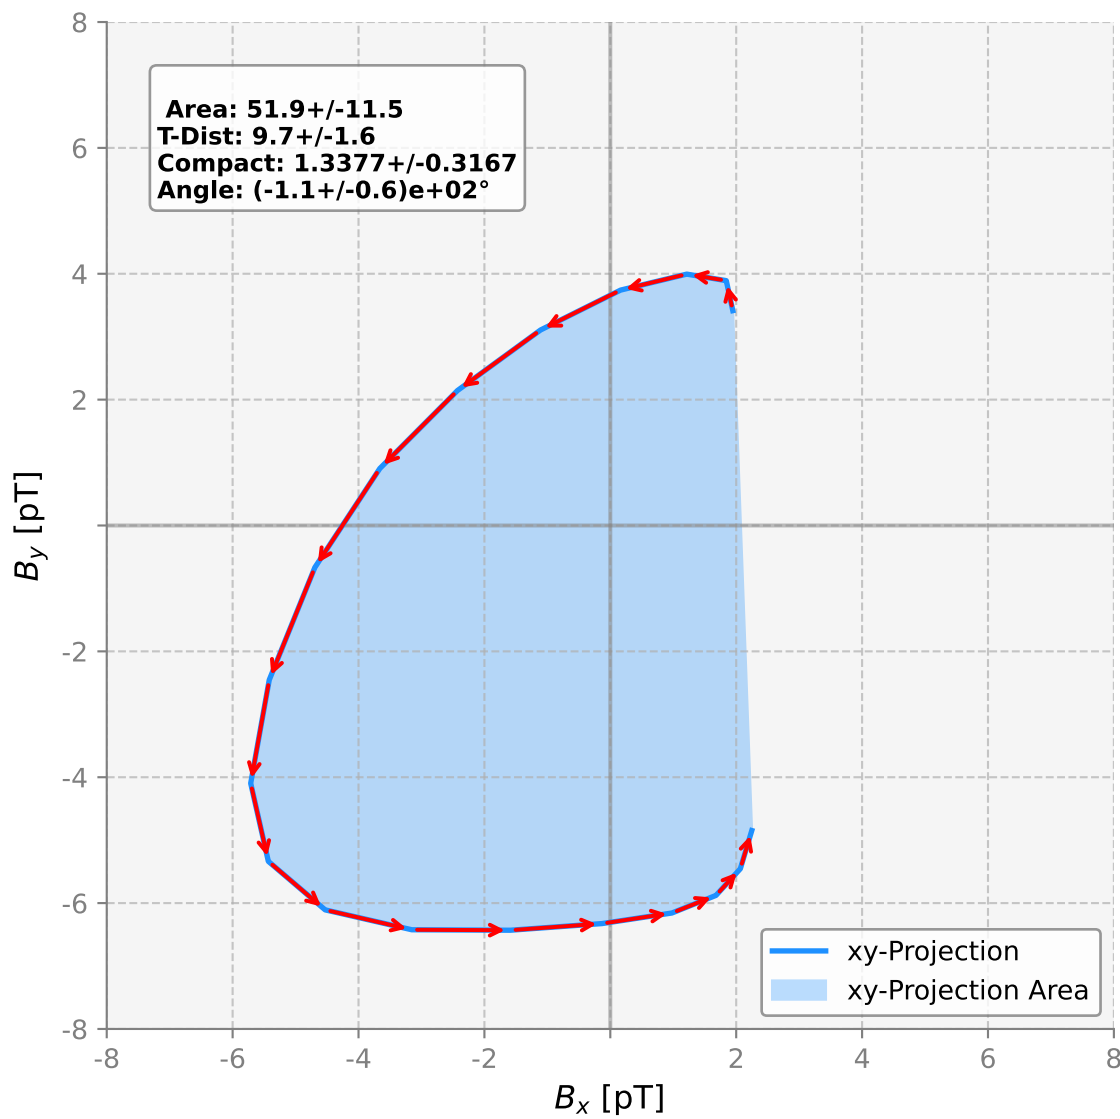 8
6
4
2
-2
-4
-6
-8
Area: 51.9+/-11.5
T-Dist: 9.7+/-1.6
Compact: 1.3377+/-0.3167
Angle: (-1.1+/-0.6)e+02°
B_y [pT]
xy-Projection
xy-Projection Area
-8 -6 -4 -2 2 4 6 8
B_x [pT]